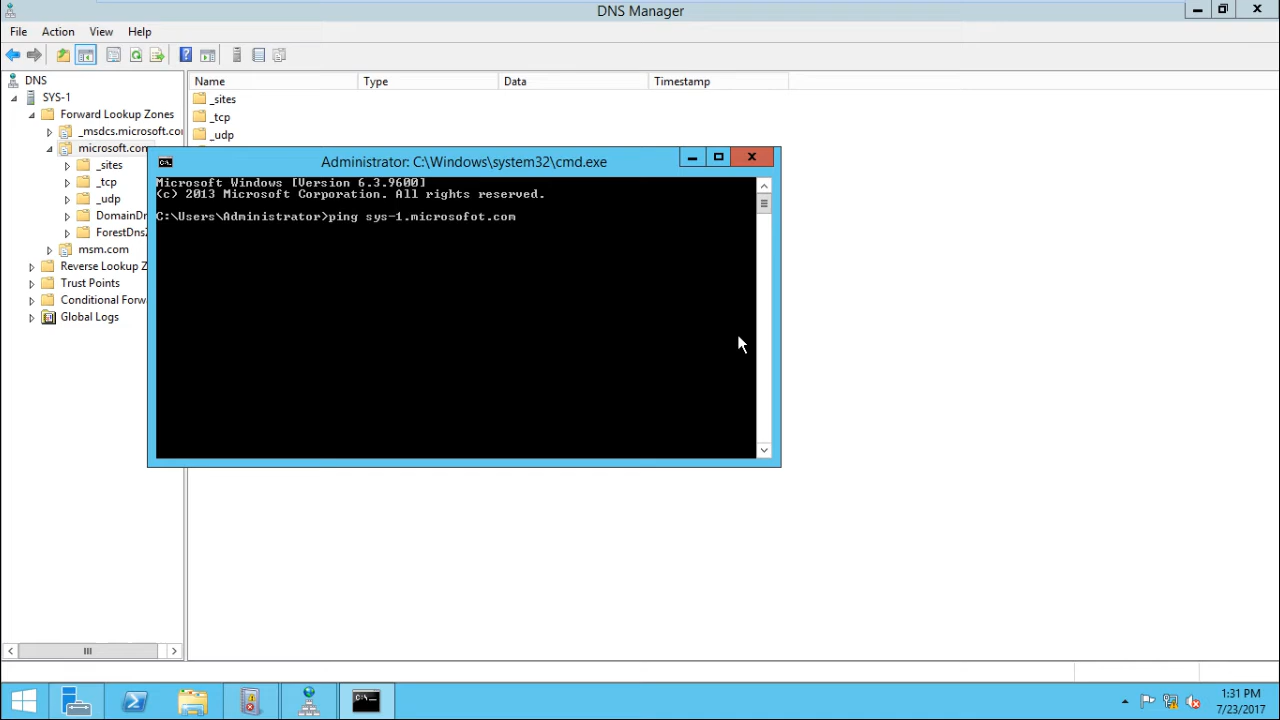 DNS Manager
File Action View Help
DNS
SYS-1
Forward Lookup Zones
_msdcs.microsoft.co
microsoft.com
_sites
_tcp
_udp
DomainDn
ForestDnsZ
msm.com
Reverse Lookup Z
Trust Points
Conditional Forw
Global Logs
Name Type Data Timestamp
_sites
_tcp
_udp
Administrator: C:\Windows\system32\cmd.exe
Microsoft Windows [Version 6.3.9600]
(c) 2013 Microsoft Corporation. All rights reserved.
C:\Users\Administrator>ping sys-1.microsofot.com
1:31 PM
7/23/2017